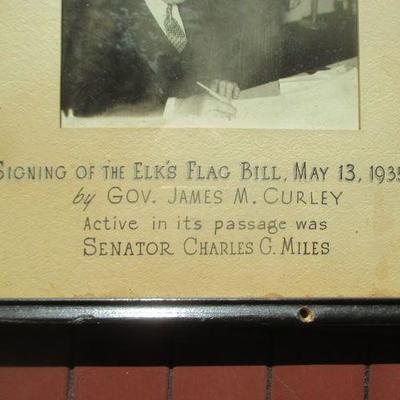 SIGNING OF THE ELK'S FLAG BILL, MAY 13, 1935
by GOV. JAMES M. CURLEY
Active in its passage was
SENATOR CHARLES G. MILES